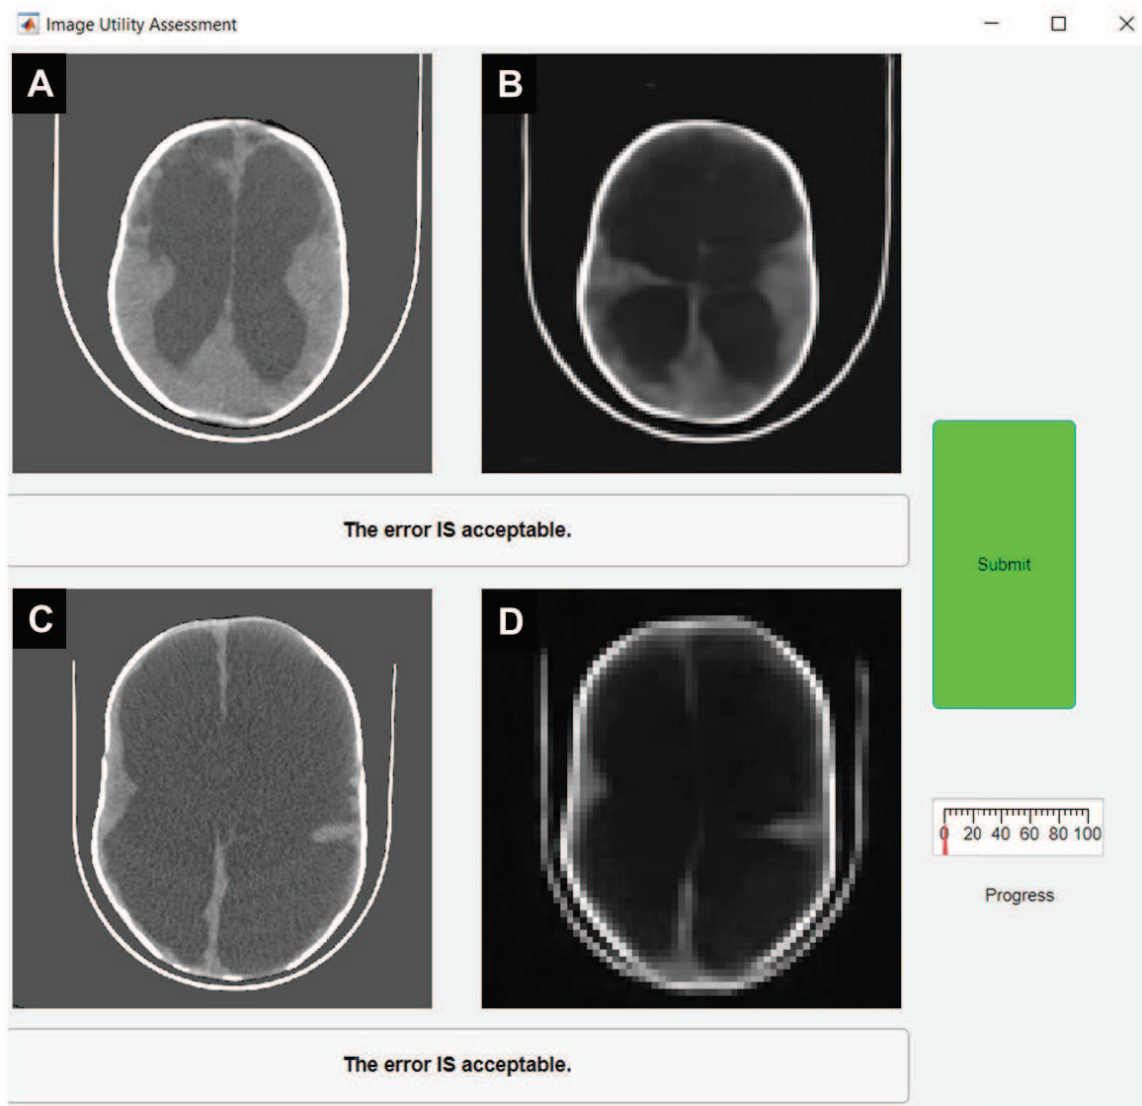 Image Utility Assessment
A
B
The error IS acceptable.
Submit
C
D
0 20 40 60 80 100
Progress
The error IS acceptable.